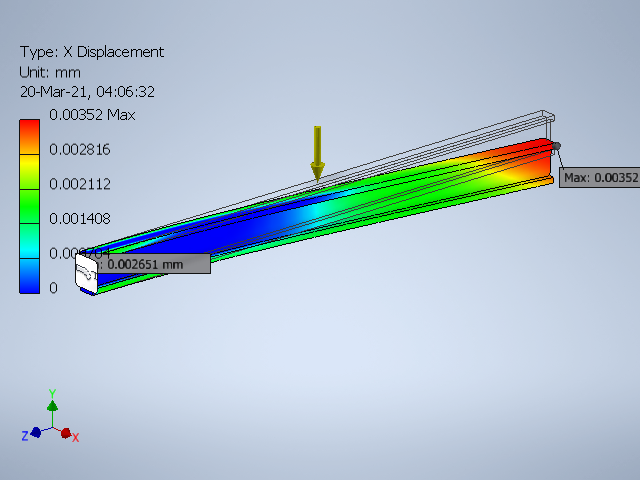 Type: X Displacement
Unit: mm
20-Mar-21, 04:06:32
0.00352 Max
0.002816
0.002112
0.001408
0
: 0.002651 mm
Max: 0.00352
Y
Z
X